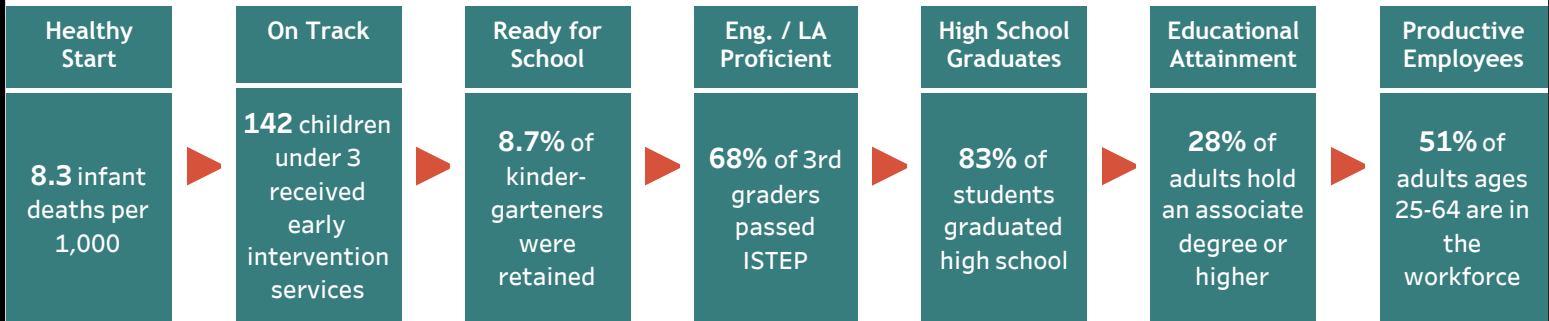 Healthy
Start
8.3 infant
deaths per
1,000
On Track
142 children
under 3
received
early
intervention
services
Ready for
School
8.7% of
kinder-
garteners
were
retained
Eng. / LA
Proficient
68% of 3rd
graders
passed
ISTEP
High School
Graduates
83% of
students
graduated
high school
Educational
Attainment
28% of
adults hold
an associate
degree or
higher
Productive
Employees
51% of
adults ages
25-64 are in
the
workforce